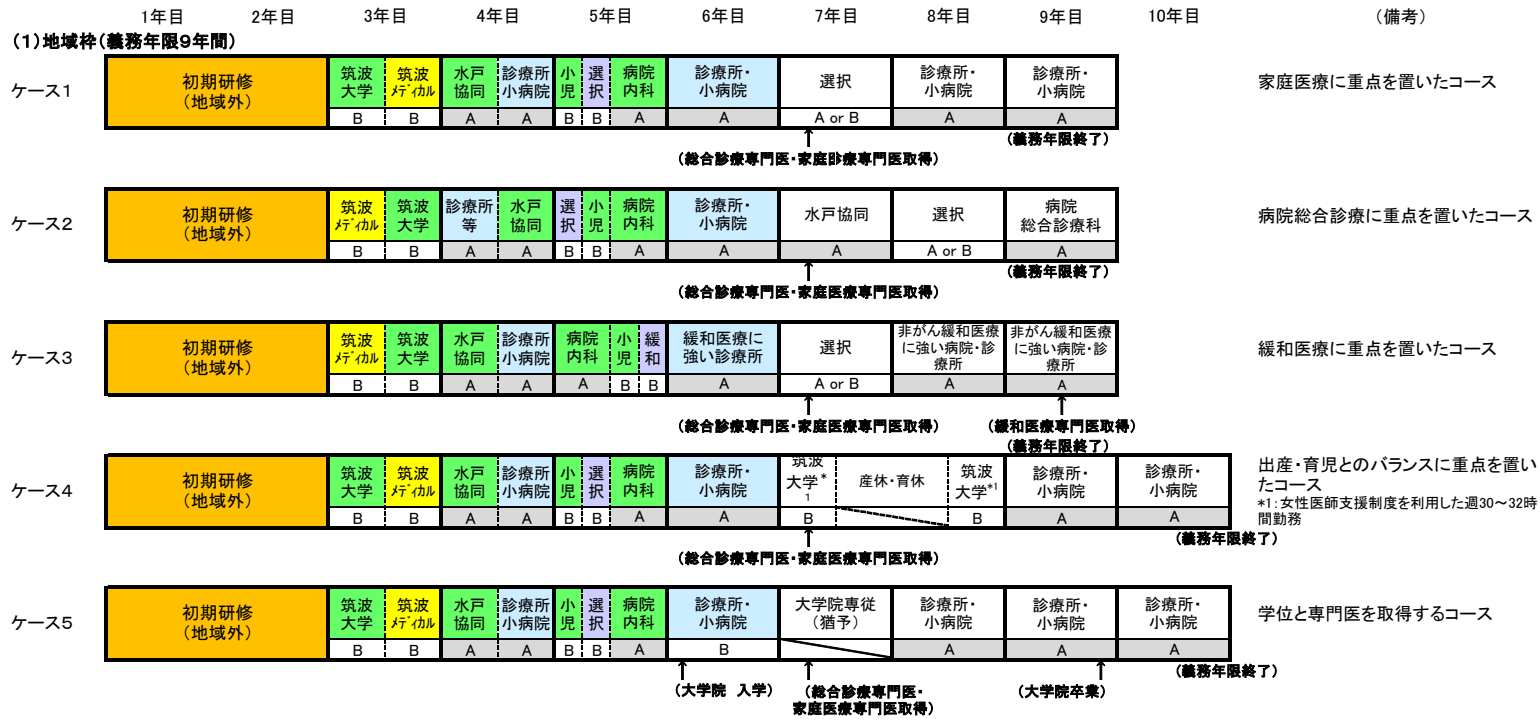 1年目 2年目 3年目 4年目 5年目 6年目 7年目 8年目 9年目 10年目 (備考)
(1)地域枠(義務年限9年間)
ケース1
初期研修
(地域外)
筑波
大学
筑波
メディカル
水戸
協同
診療所
小病院
小
児
選
択
病院
内科
診療所・
小病院
選択
診療所・
小病院
診療所・
小病院
家庭医療に重点を置いたコース
B B A A B B A A A or B A A
(義務年限終了)
(総合診療専門医・家庭診療専門医取得)
ケース2
初期研修
(地域外)
筑波
メディカル
筑波
大学
診療所
等
水戸
協同
選
択
小
児
病院
内科
診療所・
小病院
水戸協同
選択
病院
総合診療科
病院総合診療に重点を置いたコース
B B A A B B A A A A or B A
(義務年限終了)
(総合診療専門医・家庭医療専門医取得)
ケース3
初期研修
(地域外)
筑波
メディカル
筑波
大学
水戸
協同
診療所
小病院
病院
内科
小
児
緩
和
緩和医療に
強い診療所
選択
非がん緩和医療
に強い病院・診
療所
非がん緩和医療
に強い病院・診
療所
緩和医療に重点を置いたコース
B B A A A B B A A or B A A
(総合診療専門医・家庭医療専門医取得)
(緩和医療専門医取得)
(義務年限終了)
ケース4
初期研修
(地域外)
筑波
大学
筑波
メディカル
水戸
協同
診療所
小病院
小
児
選
択
病院
内科
診療所・
小病院
筑波
大学*
1
産休・育休
筑波
大学*1
診療所・
小病院
診療所・
小病院
出産・育児とのバランスに重点を置い
たコース
*1:女性医師支援制度を利用した週30～32時
間勤務
B B A A B B A A B B A A
(義務年限終了)
(総合診療専門医・家庭医療専門医取得)
ケース5
初期研修
(地域外)
筑波
大学
筑波
メディカル
水戸
協同
診療所
小病院
小
児
選
択
病院
内科
診療所・
小病院
大学院専従
(猶予)
診療所・
小病院
診療所・
小病院
診療所・
小病院
学位と専門医を取得するコース
B B A A B B A B A A A
(義務年限終了)
(大学院 入学)
(総合診療専門医・
家庭医療専門医取得)
(大学院卒業)